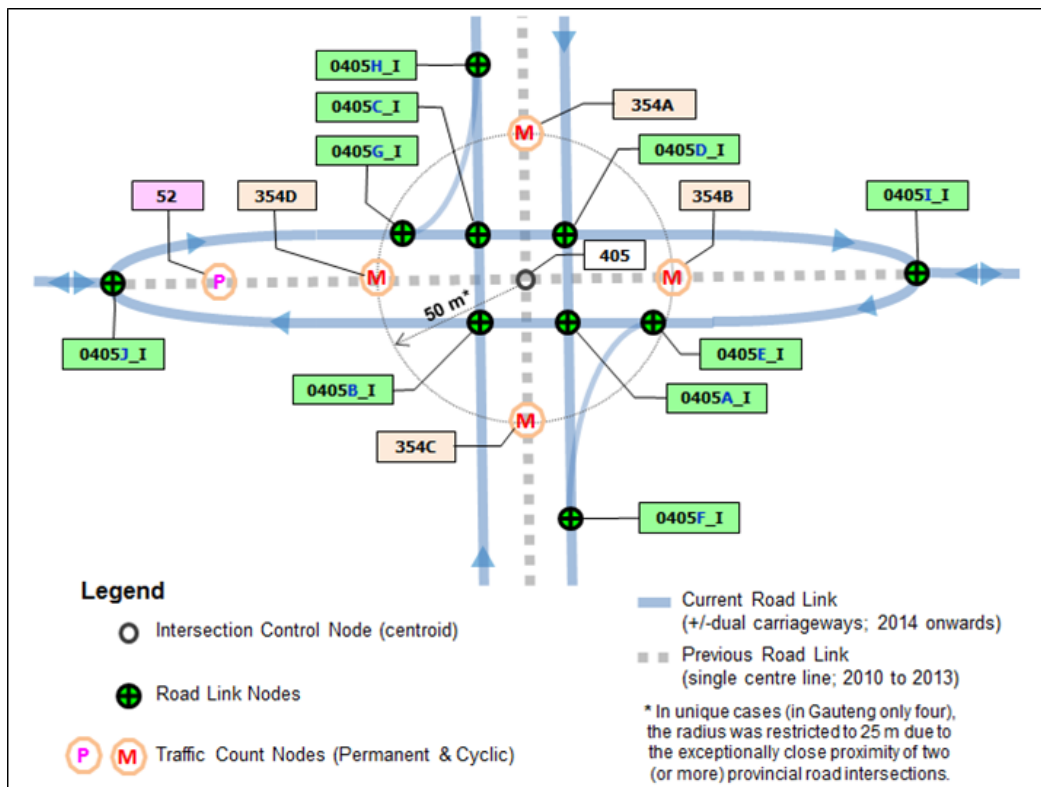 0405H_I
354A
0405C_I
0405G_I
0405D_I
52
354D
354B
0405I_I
M
405
P
M
M
50 m*
0405J_I
0405E_I
0405B_I
0405A_I
M
354C
0405F_I
Legend
Intersection Control Node (centroid)
Road Link Nodes
P M Traffic Count Nodes (Permanent & Cyclic)
Current Road Link
(+/-dual carriageways; 2014 onwards)
Previous Road Link
(single centre line; 2010 to 2013)
* In unique cases (in Gauteng only four),
the radius was restricted to 25 m due to
the exceptionally close proximity of two
(or more) provincial road intersections.